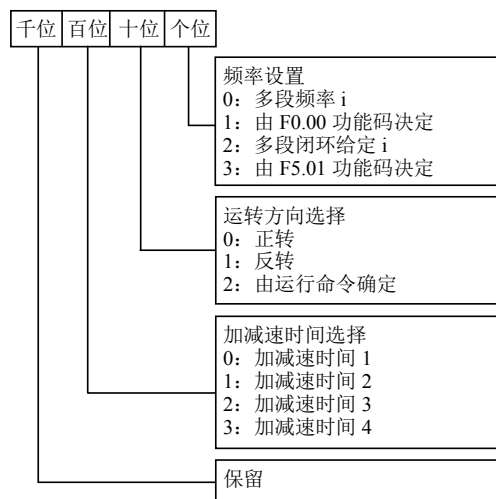 千位 百位 十位 个位
频率设置
0：多段频率 i
1：由 F0.00 功能码决定
2：多段闭环给定 i
3：由 F5.01 功能码决定
运转方向选择
0：正转
1：反转
2：由运行命令确定
加减速时间选择
0：加减速时间 1
1：加减速时间 2
2：加减速时间 3
3：加减速时间 4
保留